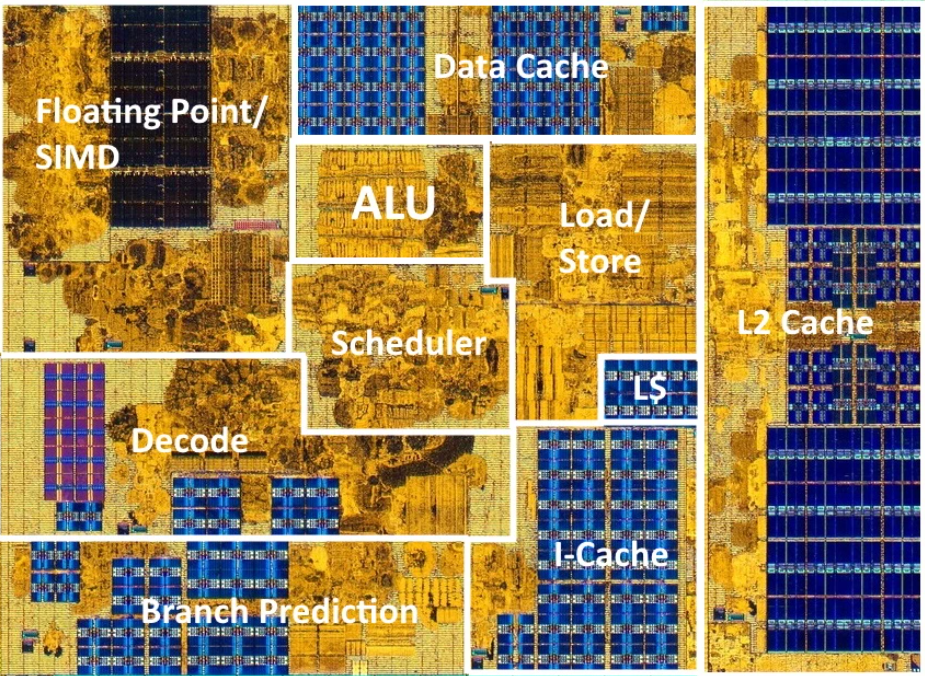 Data Cache
Floating Point/
SIMD
ALU
Load/
Store
L2 Cache
Scheduler
L$
Decode
I-Cache
Branch Prediction